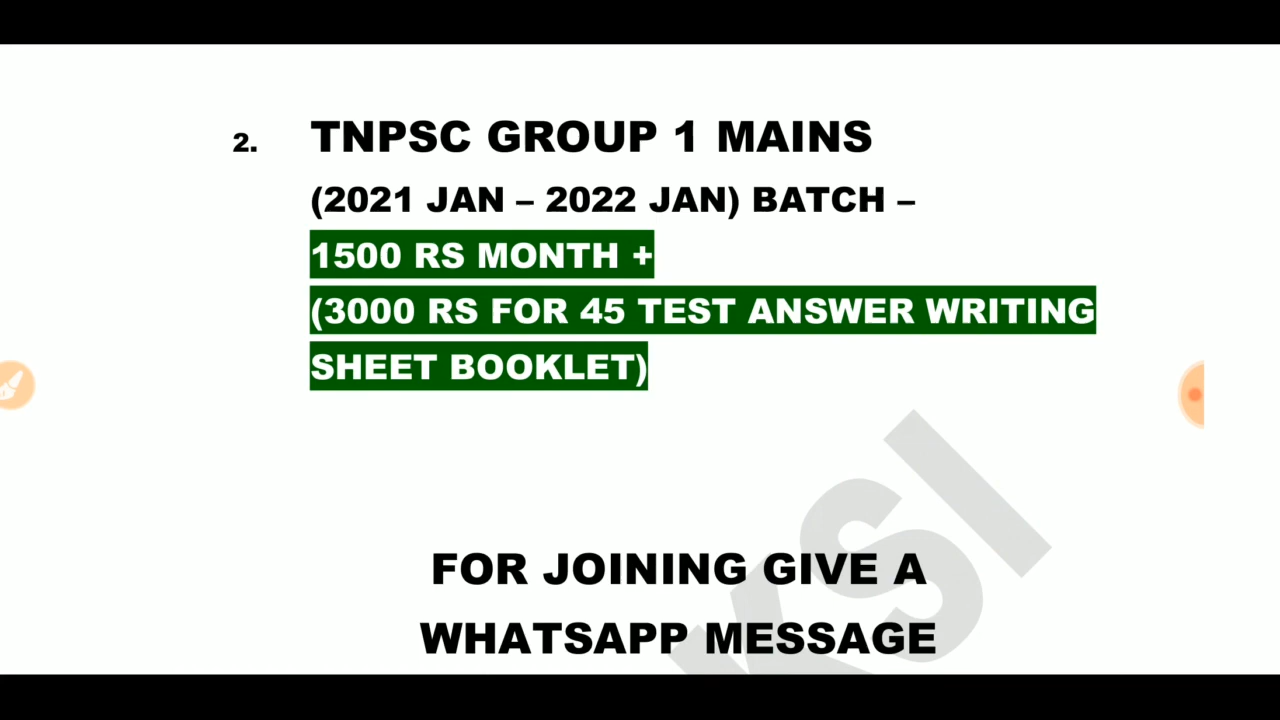 2. TNPSC GROUP 1 MAINS
(2021 JAN – 2022 JAN) BATCH –
1500 RS MONTH +
(3000 RS FOR 45 TEST ANSWER WRITING
SHEET BOOKLET)
FOR JOINING GIVE A
WHATSAPP MESSAGE